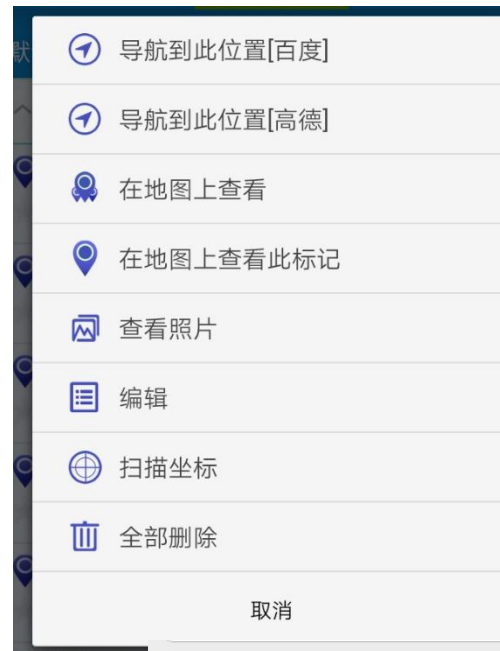 默
导航到此位置[百度]
导航到此位置[高德]
在地图上查看
在地图上查看此标记
查看照片
编辑
扫描坐标
全部删除
取消